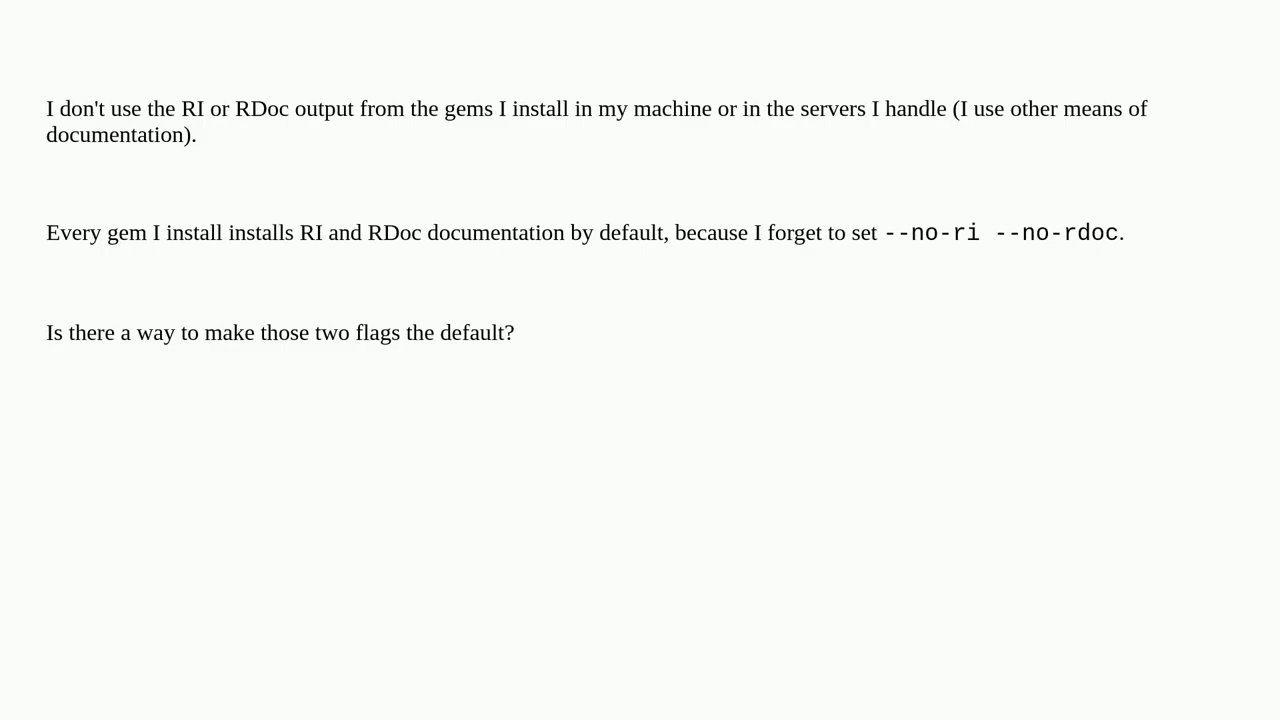 I don't use the RI or RDoc output from the gems I install in my machine or in the servers I handle (I use other means of
documentation).
Every gem I install installs RI and RDoc documentation by default, because I forget to set --no-ri --no-rdoc.
Is there a way to make those two flags the default?